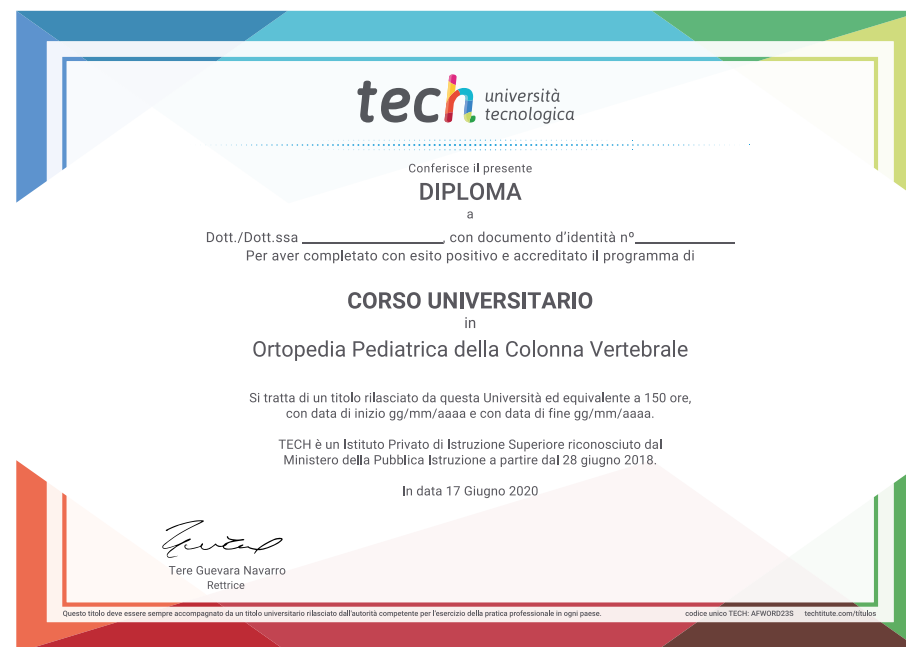 tech università
tecnologica
Conferisce il presente
DIPLOMA
a
Dott./Dott.ssa ________________, con documento d'identità nº____________
Per aver completato con esito positivo e accreditato il programma di
CORSO UNIVERSITARIO
in
Ortopedia Pediatrica della Colonna Vertebrale
Si tratta di un titolo rilasciato da questa Università ed equivalente a 150 ore,
con data di inizio gg/mm/aaaa e con data di fine gg/mm/aaaa.
TECH è un Istituto Privato di Istruzione Superiore riconosciuto dal
Ministero della Pubblica Istruzione a partire dal 28 giugno 2018.
In data 17 Giugno 2020
Tere Guevara Navarro
Rettrice
Questo titolo deve essere sempre accompagnato da un titolo universitario rilasciato dall'autorità competente per l'esercizio della pratica professionale in ogni paese. codice unico TECH: AFWORD23S techtitute.com/titulos